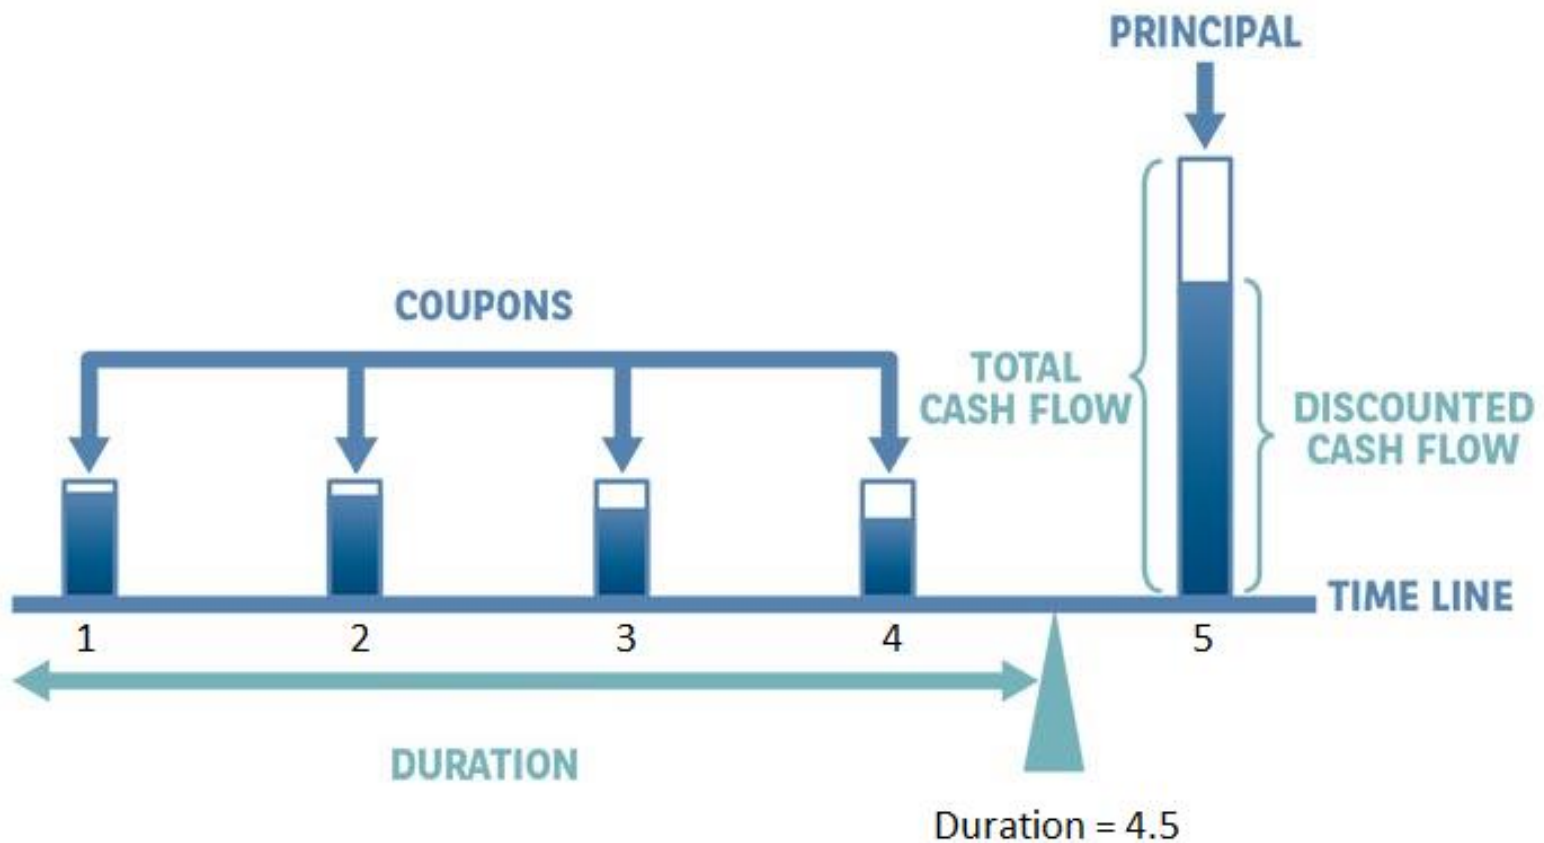 PRINCIPAL
COUPONS
TOTAL
CASH FLOW
DISCOUNTED
CASH FLOW
TIME LINE
1 2 3 4 5
DURATION
Duration = 4.5